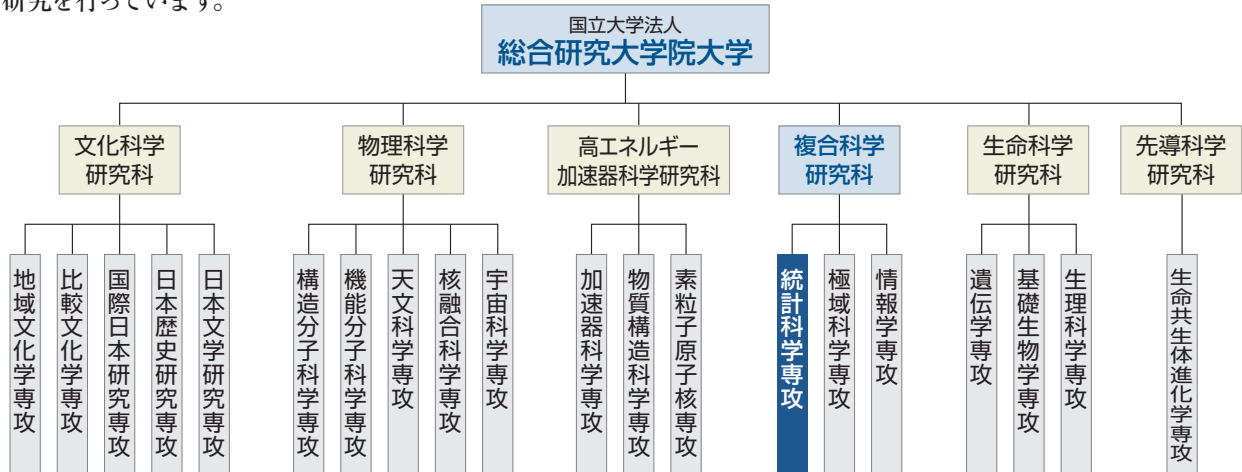 研究を行っています。
国立大学法人
総合研究大学院大学
文化科学
研究科
物理科学
研究科
高エネルギー
加速器科学研究科
複合科学
研究科
生命科学
研究科
先導科学
研究科
地域文化学専攻
比較文化学専攻
国際日本研究専攻
日本歴史研究専攻
日本文学研究専攻
構造分子科学専攻
機能分子科学専攻
天文科学専攻
核融合科学専攻
宇宙科学専攻
加速器科学専攻
物質構造科学専攻
素粒子原子核専攻
統計科学専攻
極域科学専攻
情報学専攻
遺伝学専攻
基礎生物学専攻
生理科学専攻
生命共生体進化学専攻